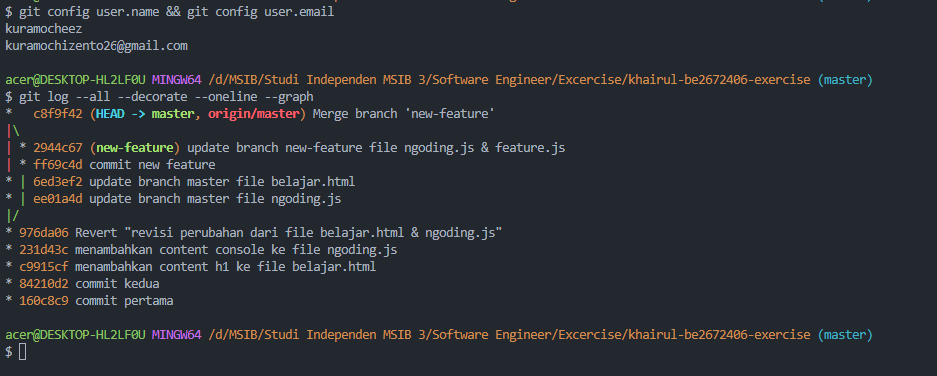 $ git config user.name && git config user.email
kuramocheez
kuramochizento26@gmail.com
acer@DESKTOP-HL2LF0U MINGW64 /d/MSIB/Studi Independen MSIB 3/Software Engineer/Excercise/khairul-be2672406-exercise (master)
$ git log --all --decorate --oneline --graph
*   c8f9f42 (HEAD -> master, origin/master) Merge branch 'new-feature'
|\
| * 2944c67 (new-feature) update branch new-feature file ngoding.js & feature.js
| * ff69c4d commit new feature
* | 6ed3ef2 update branch master file belajar.html
* | ee01a4d update branch master file ngoding.js
|/
* 976da06 Revert "revisi perubahan dari file belajar.html & ngoding.js"
* 231d43c menambahkan content console ke file ngoding.js
* c9915cf menambahkan content h1 ke file belajar.html
* 84210d2 commit kedua
* 160c8c9 commit pertama
acer@DESKTOP-HL2LF0U MINGW64 /d/MSIB/Studi Independen MSIB 3/Software Engineer/Excercise/khairul-be2672406-exercise (master)
$